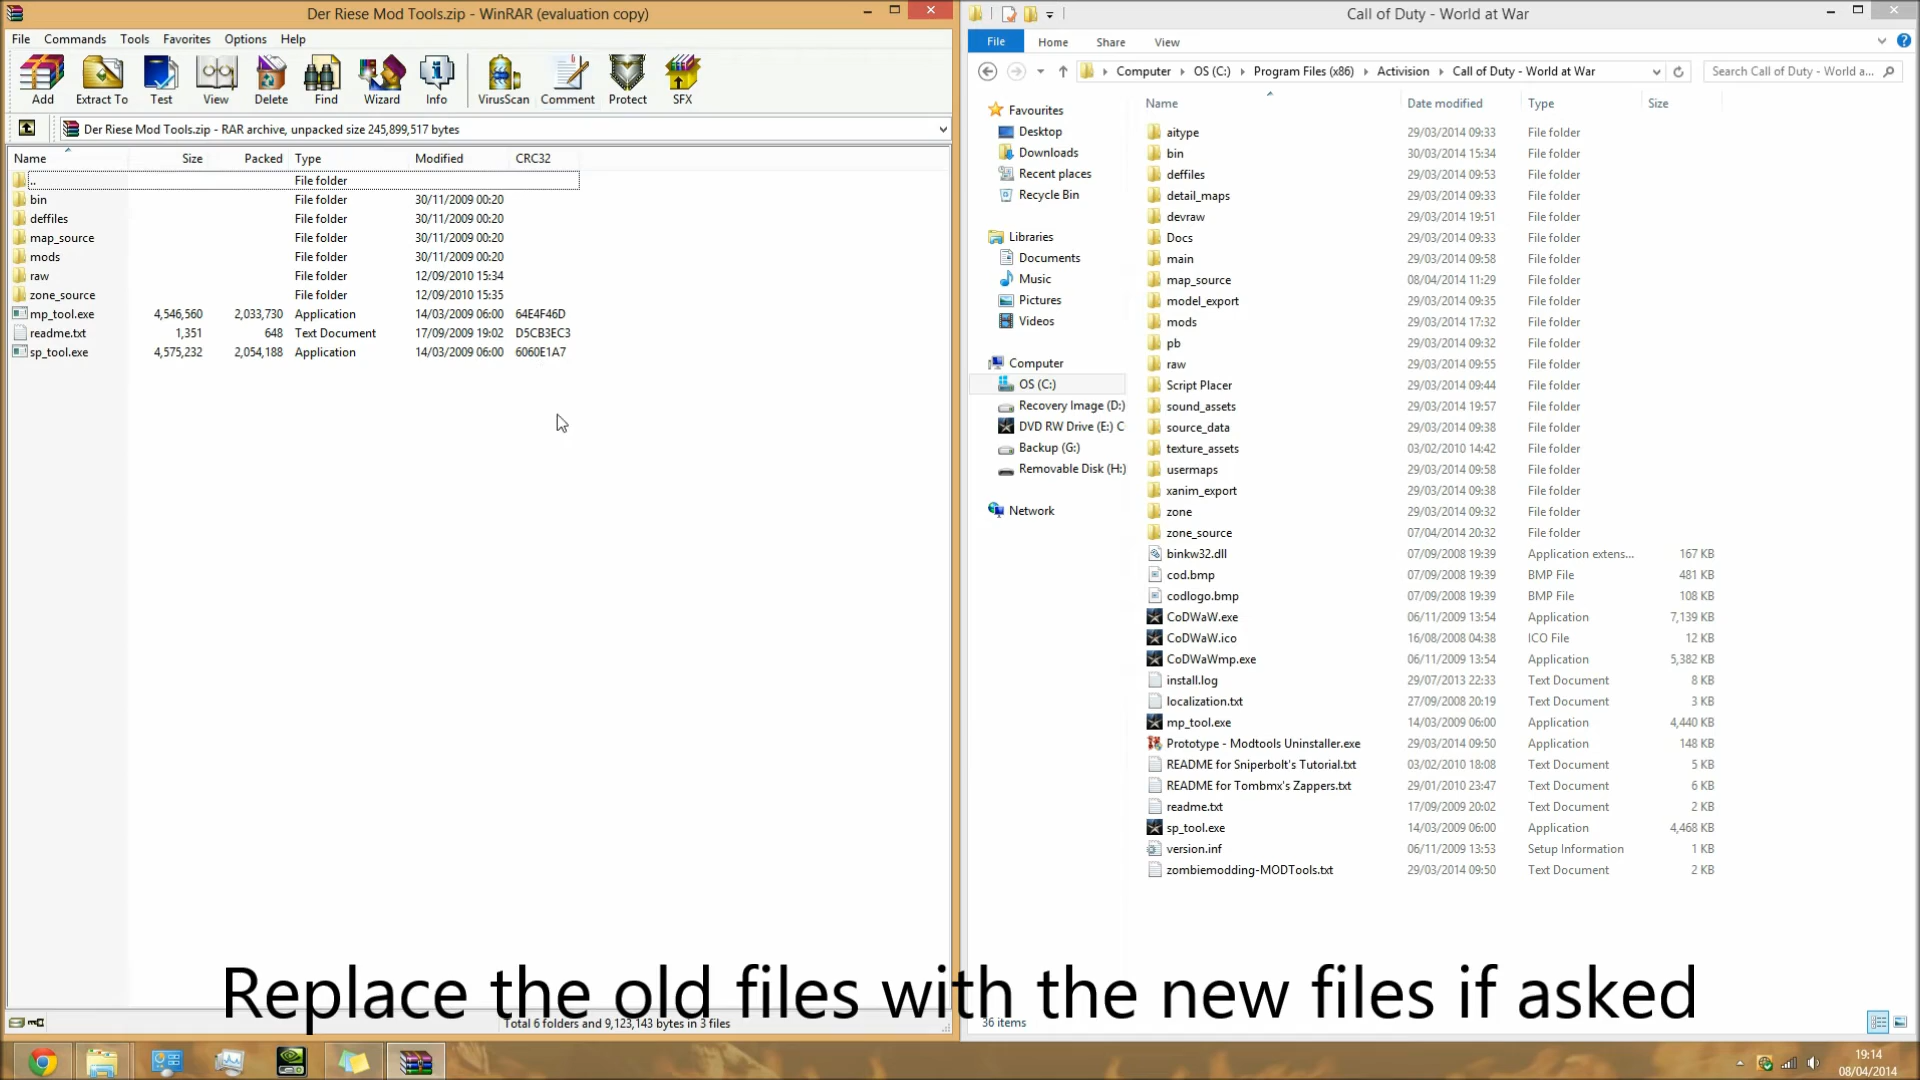 Der Riese Mod Tools.zip - WinRAR (evaluation copy)
File Commands Tools Favorites Options Help
Add Extract To Test View Delete Find Wizard Info VirusScan Comment Protect SFX
Der Riese Mod Tools.zip - RAR archive, unpacked size 245,899,517 bytes
Name Size Packed Type Modified CRC32
.. File folder
bin File folder 30/11/2009 00:20
deffiles File folder 30/11/2009 00:20
map_source File folder 30/11/2009 00:20
mods File folder 30/11/2009 00:20
raw File folder 12/09/2010 15:34
zone_source File folder 12/09/2010 15:35
mp_tool.exe 4,546,560 2,033,730 Application 14/03/2009 06:00 64E4F46D
readme.txt 1,351 648 Text Document 17/09/2009 19:02 D5CB3EC3
sp_tool.exe 4,575,232 2,054,188 Application 14/03/2009 06:00 6060E1A7
Total 6 folders and 9,123,143 bytes in 3 files
Call of Duty - World at War
File Home Share View
Computer OS (C:) Program Files (x86) Activision Call of Duty - World at War
Search Call of Duty - World a...
Favourites
Desktop
Downloads
Recent places
Recycle Bin
Libraries
Documents
Music
Pictures
Videos
Computer
OS (C:)
Recovery Image (D:)
DVD RW Drive (E:) C
Backup (G:)
Removable Disk (H:)
Network
Name Date modified Type Size
aitype 29/03/2014 09:33 File folder
bin 30/03/2014 15:34 File folder
deffiles 29/03/2014 09:53 File folder
detail_maps 29/03/2014 09:33 File folder
devraw 29/03/2014 19:51 File folder
Docs 29/03/2014 09:33 File folder
main 29/03/2014 09:58 File folder
map_source 08/04/2014 11:29 File folder
model_export 29/03/2014 09:35 File folder
mods 29/03/2014 17:32 File folder
pb 29/03/2014 09:32 File folder
raw 29/03/2014 09:55 File folder
Script Placer 29/03/2014 09:44 File folder
sound_assets 29/03/2014 19:57 File folder
source_data 29/03/2014 09:38 File folder
texture_assets 03/02/2010 14:42 File folder
usermaps 29/03/2014 09:58 File folder
xanim_export 29/03/2014 09:38 File folder
zone 29/03/2014 09:32 File folder
zone_source 07/04/2014 20:32 File folder
binkw32.dll 07/09/2008 19:39 Application extens... 167 KB
cod.bmp 07/09/2008 19:39 BMP File 481 KB
codlogo.bmp 07/09/2008 19:39 BMP File 108 KB
CoDWaW.exe 06/11/2009 13:54 Application 7,139 KB
CoDWaW.ico 16/08/2008 04:38 ICO File 12 KB
CoDWaWmp.exe 06/11/2009 13:54 Application 5,382 KB
install.log 29/07/2013 22:33 Text Document 8 KB
localization.txt 27/09/2008 20:19 Text Document 3 KB
mp_tool.exe 14/03/2009 06:00 Application 4,440 KB
Prototype - Modtools Uninstaller.exe 29/03/2014 09:50 Application 148 KB
README for Sniperbolt's Tutorial.txt 03/02/2010 18:08 Text Document 5 KB
README for Tombmx's Zappers.txt 29/01/2010 23:47 Text Document 6 KB
readme.txt 17/09/2009 20:02 Text Document 2 KB
sp_tool.exe 14/03/2009 06:00 Application 4,468 KB
version.inf 06/11/2009 13:53 Setup Information 1 KB
zombiemodding-MODTools.txt 29/03/2014 09:50 Text Document 2 KB
36 items
Replace the old files with the new files if asked
19:14
08/04/2014